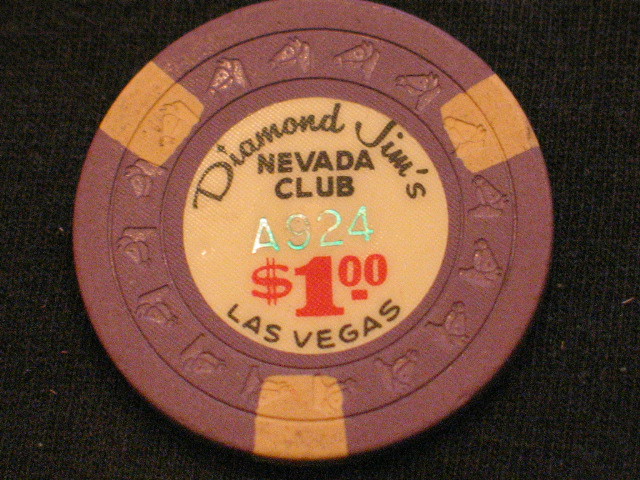 Diamond Jim's
NEVADA
CLUB
A924
$1.00
LAS VEGAS